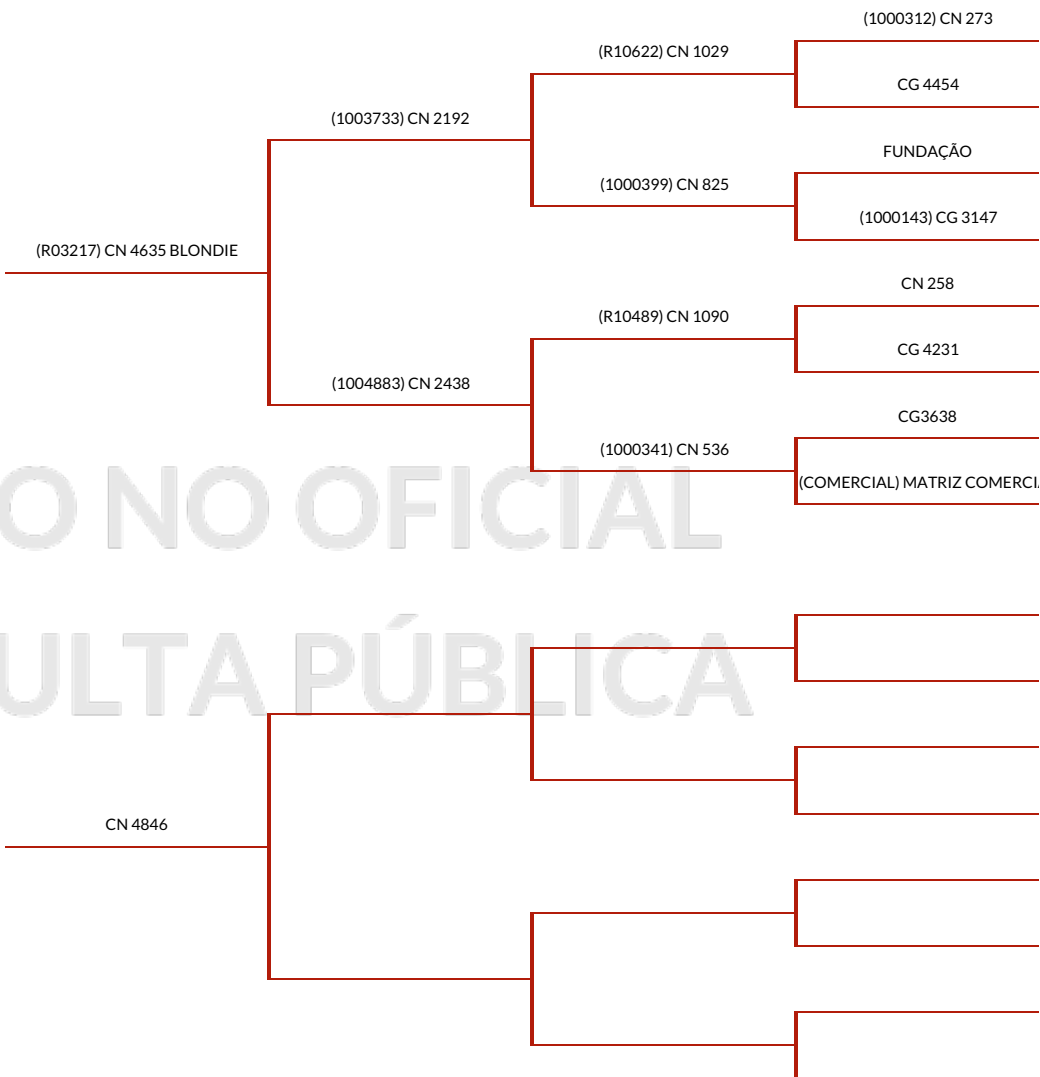 (1000312) CN 273
(R10622) CN 1029
CG 4454
(1003733) CN 2192
FUNDAÇÃO
(1000399) CN 825
(1000143) CG 3147
(R03217) CN 4635 BLONDIE
CN 258
(R10489) CN 1090
CG 4231
(1004883) CN 2438
CG3638
(1000341) CN 536
(COMERCIAL) MATRIZ COMERCIA
O NO OFICIAL
ULTA PÚBLICA
CN 4846